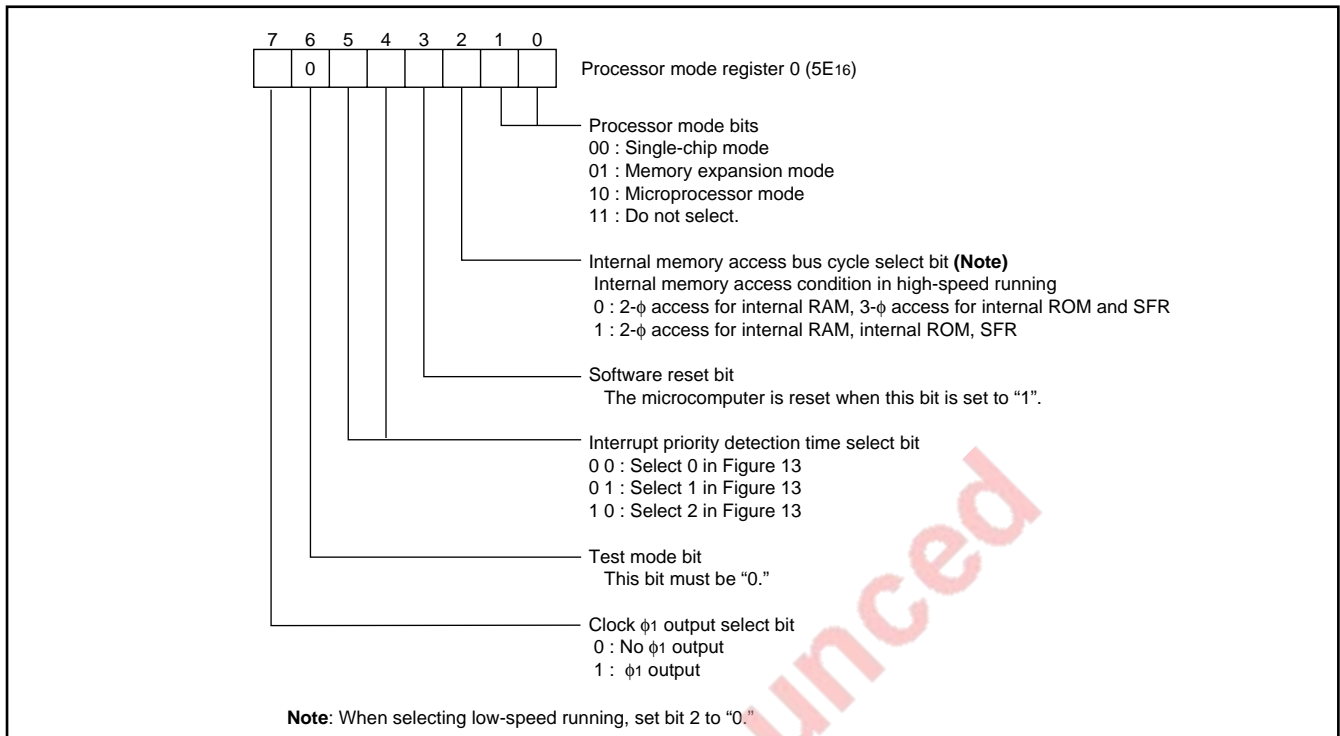 7 6 5 4 3 2 1 0
0
Processor mode register 0 (5E16)
Processor mode bits
00 : Single-chip mode
01 : Memory expansion mode
10 : Microprocessor mode
11 : Do not select.
Internal memory access bus cycle select bit (Note)
Internal memory access condition in high-speed running
0 : 2-ϕ access for internal RAM, 3-ϕ access for internal ROM and SFR
1 : 2-ϕ access for internal RAM, internal ROM, SFR
Software reset bit
The microcomputer is reset when this bit is set to “1”.
Interrupt priority detection time select bit
0 0 : Select 0 in Figure 13
0 1 : Select 1 in Figure 13
1 0 : Select 2 in Figure 13
Test mode bit
This bit must be “0.”
Clock ϕ1 output select bit
0 : No ϕ1 output
1 : ϕ1 output
Note: When selecting low-speed running, set bit 2 to “0.”
unced